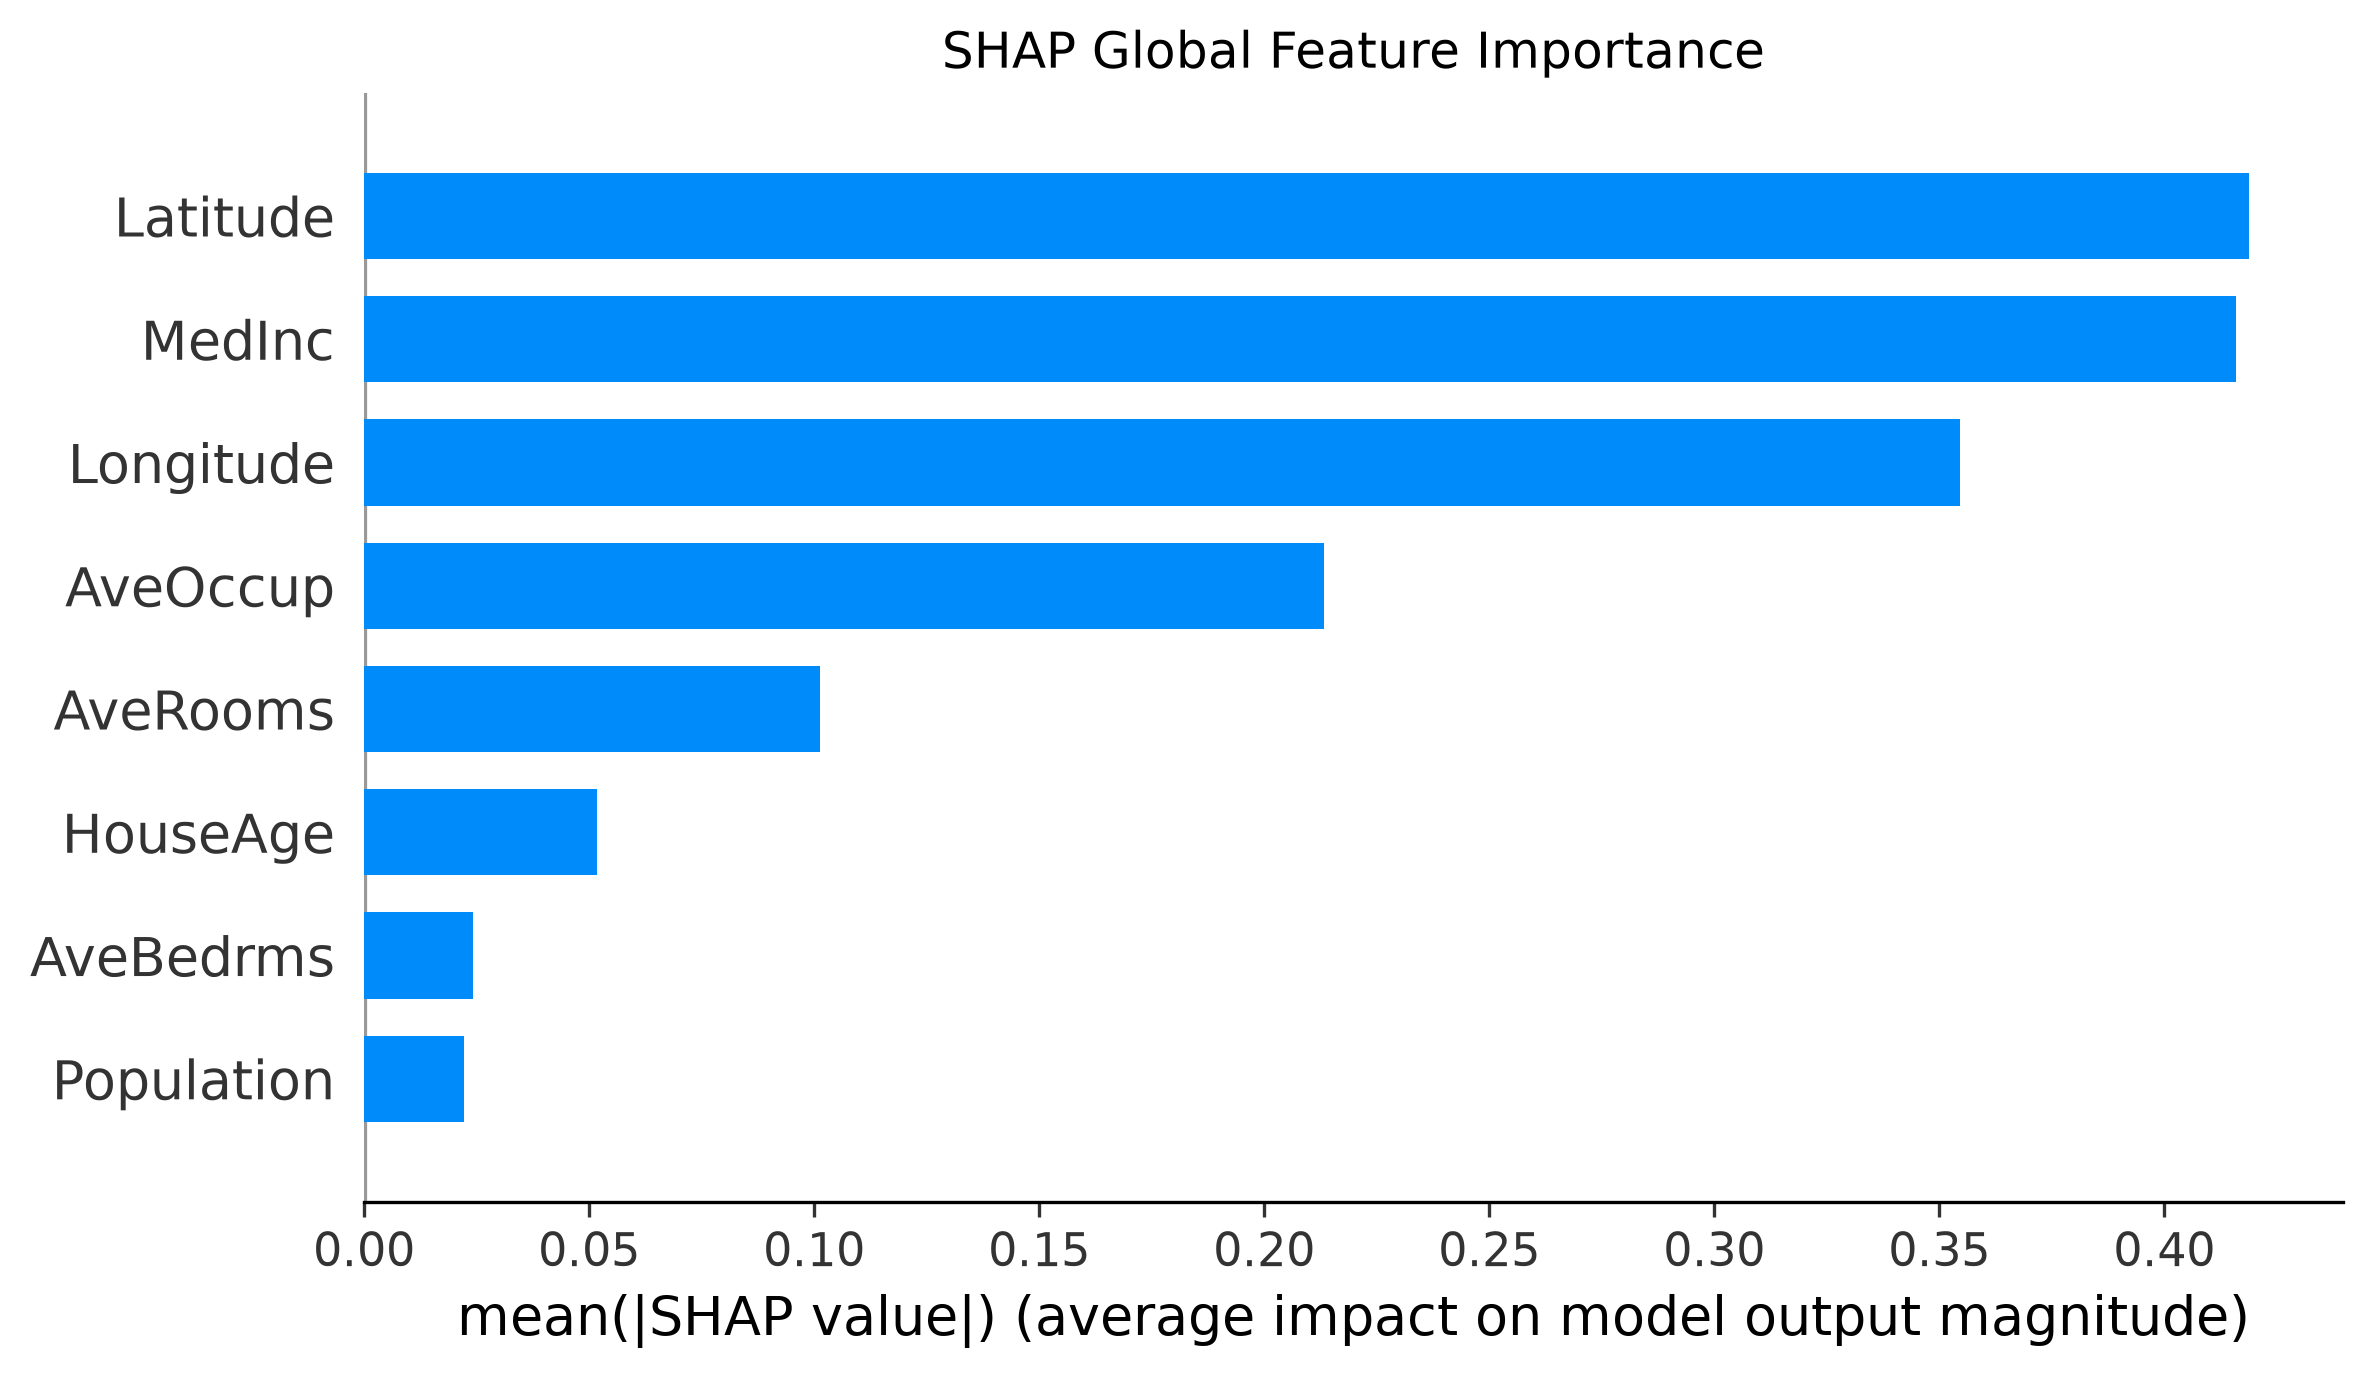 SHAP Global Feature Importance
Latitude
MedInc
Longitude
AveOccup
AveRooms
HouseAge
AveBedrms
Population
0.00 0.05 0.10 0.15 0.20 0.25 0.30 0.35 0.40
mean(|SHAP value|) (average impact on model output magnitude)